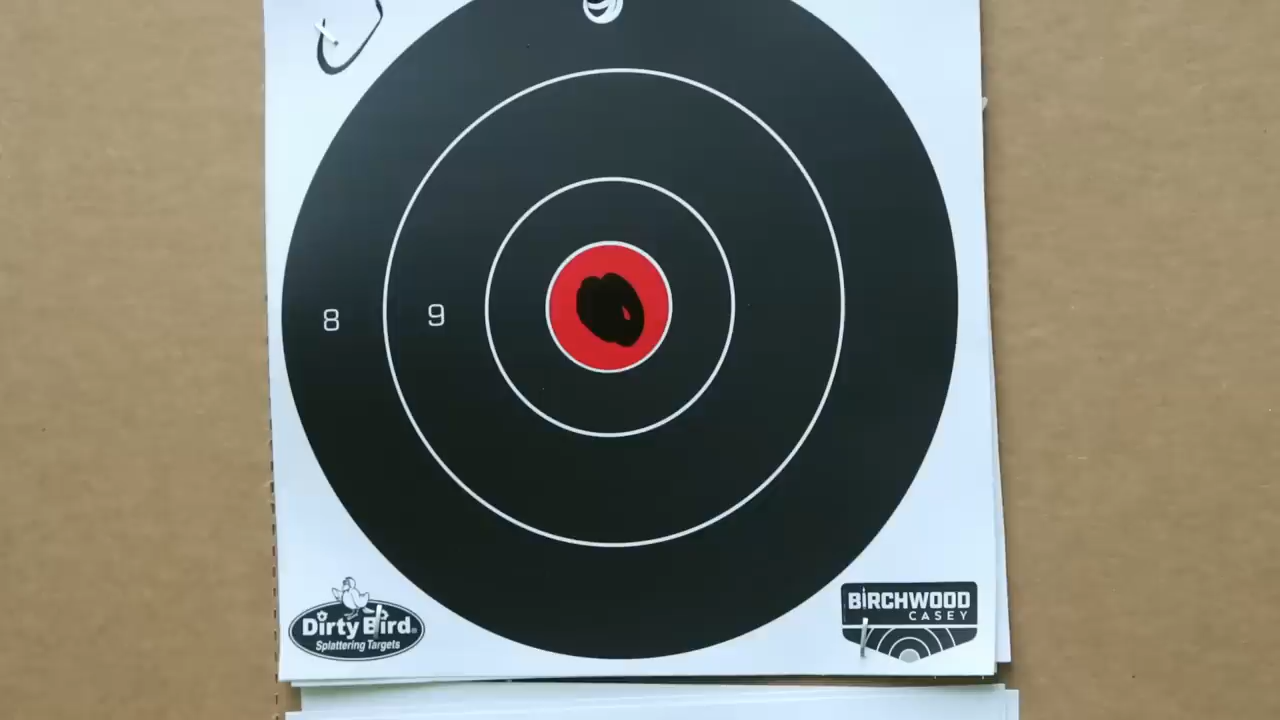 8
9
Dirty Bird
Splattering Targets
BIRCHWOOD
CASEY